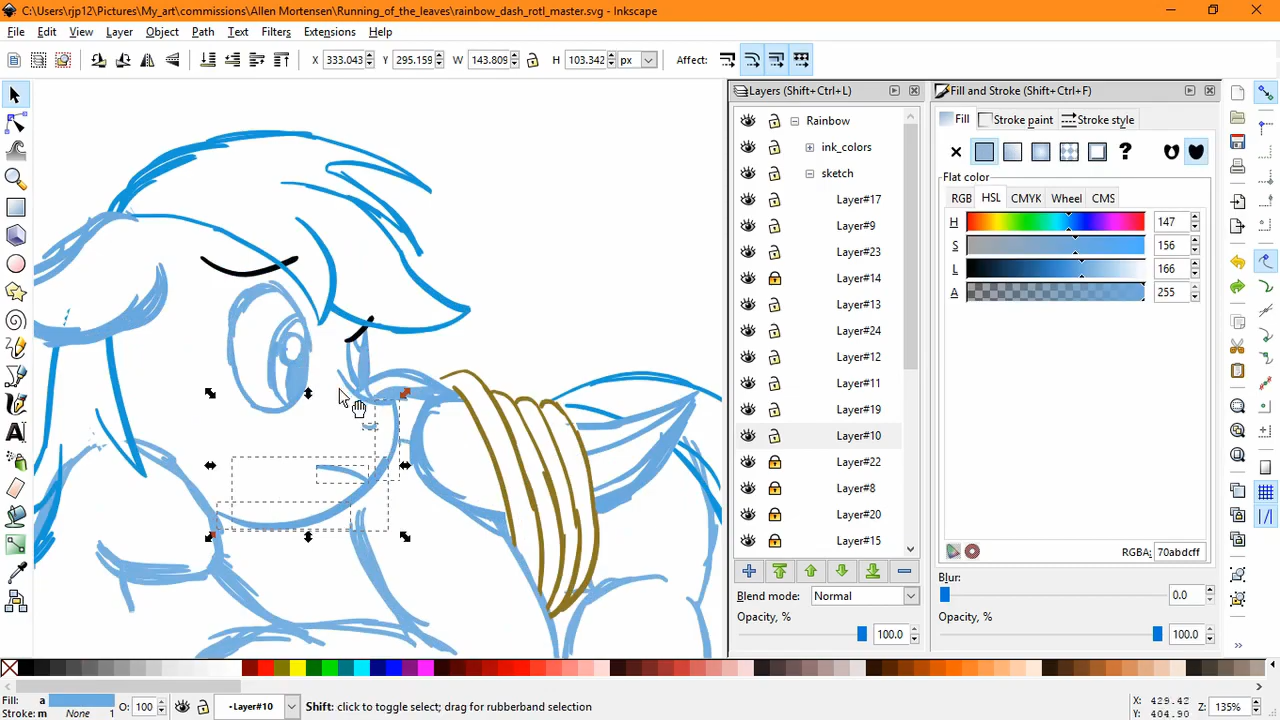 C:\Users\rjp12\Pictures\My_art\commissions\Allen Mortensen\Running_of_the_leaves\rainbow_dash_rotl_master.svg - Inkscape
File Edit View Layer Object Path Text Filters Extensions Help
X 333.043 Y 295.159 W 143.809 H 103.342 px Affect:
Layers (Shift+Ctrl+L)
Rainbow
ink_colors
sketch
Layer#17
Layer#9
Layer#23
Layer#14
Layer#13
Layer#24
Layer#12
Layer#11
Layer#19
Layer#10
Layer#22
Layer#8
Layer#20
Layer#15
Blend mode: Normal
Opacity, %
100.0
Fill and Stroke (Shift+Ctrl+F)
Fill Stroke paint Stroke style
?
Flat color
RGB HSL CMYK Wheel CMS
H 147
S 156
L 166
A 255
RGBA: 70abdcff
Blur:
0.0
Opacity, %
100.0
Fill: a
Stroke: m None 1
O: 100
·Layer#10
Shift: click to toggle select; drag for rubberband selection
X: 429.42
Y: 404.90
Z: 135%